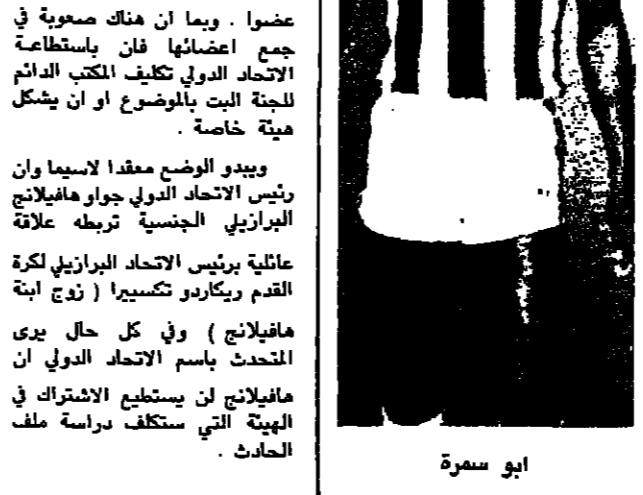 عضوا . وبما ان هناك صعوبة في
جمع اعضائها فان باستطاعة
الاتحاد الدولي تكليف المكتب الدائم
للجنة البت بالموضوع او ان يشكل
هيئة خاصة .
ويبدو الوضع معقدا لاسيما وان
رئيس الاتحاد الدولي جواو هافيلانج
البرازيلي الجنسية تربطه علاقة
عائلية برئيس الاتحاد البرازيلي لكرة
القدم ريكاردو تكسييرا ( زوج ابنة
هافيلانج ) وفي كل حال يرى
المتحدث باسم الاتحاد الدولي ان
هافيلانج لن يستطيع الاشتراك في
الهيئة التي ستكلف دراسة ملف
الحادث .
ابو سمرة